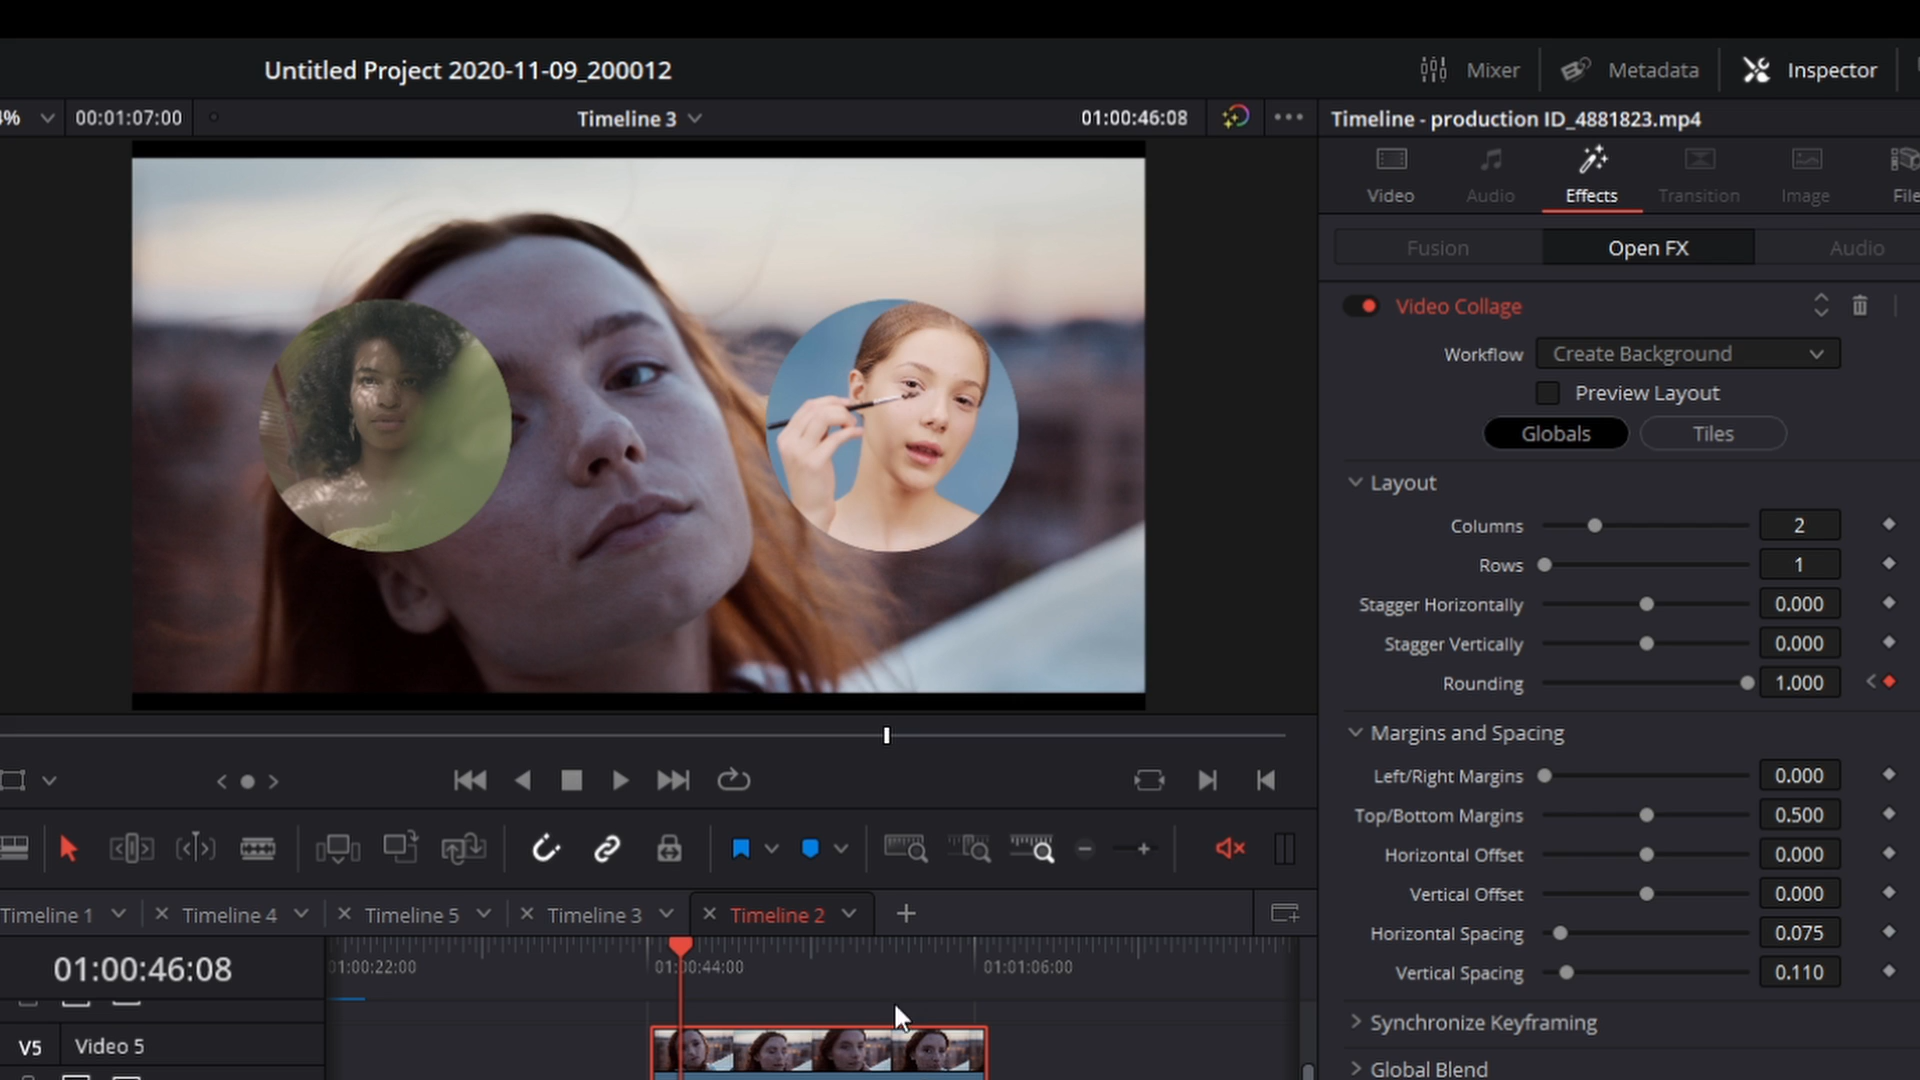 Untitled Project 2020-11-09_200012
Mixer
Metadata
Inspector
4%
00:01:07:00
Timeline 3
01:00:46:08
Timeline - production ID_4881823.mp4
Video
Audio
Effects
Transition
Image
File
Fusion
Open FX
Audio
Video Collage
Workflow
Create Background
Preview Layout
Globals
Tiles
Layout
Columns
2
Rows
1
Stagger Horizontally
0.000
Stagger Vertically
0.000
Rounding
1.000
Margins and Spacing
Left/Right Margins
0.000
Top/Bottom Margins
0.500
Horizontal Offset
0.000
Vertical Offset
0.000
Horizontal Spacing
0.075
Vertical Spacing
0.110
Synchronize Keyframing
Global Blend
Timeline 1
Timeline 4
Timeline 5
Timeline 3
Timeline 2
01:00:46:08
01:00:22:00
01:00:44:00
01:01:06:00
V5
Video 5